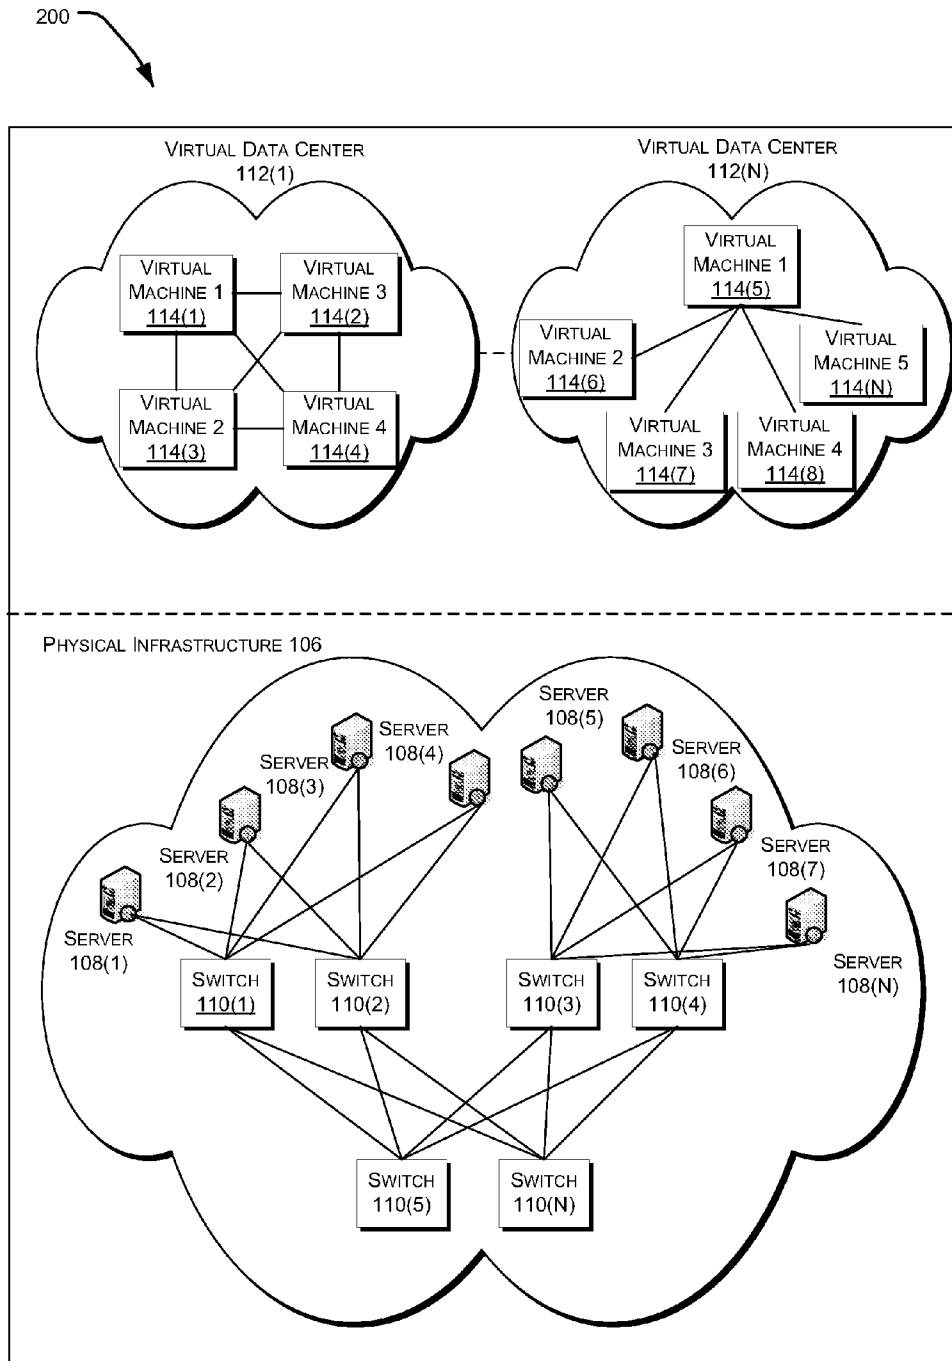 200
VIRTUAL DATA CENTER
112(1)
VIRTUAL DATA CENTER
112(N)
VIRTUAL
MACHINE 1
114(1)
VIRTUAL
MACHINE 3
114(2)
VIRTUAL
MACHINE 2
114(3)
VIRTUAL
MACHINE 4
114(4)
VIRTUAL
MACHINE 1
114(5)
VIRTUAL
MACHINE 2
114(6)
VIRTUAL
MACHINE 5
114(N)
VIRTUAL
MACHINE 3
114(7)
VIRTUAL
MACHINE 4
114(8)
PHYSICAL INFRASTRUCTURE 106
SERVER
108(1)
SERVER
108(2)
SERVER
108(3)
SERVER
108(4)
SERVER
108(5)
SERVER
108(6)
SERVER
108(7)
SERVER
108(N)
SWITCH
110(1)
SWITCH
110(2)
SWITCH
110(3)
SWITCH
110(4)
SWITCH
110(5)
SWITCH
110(N)